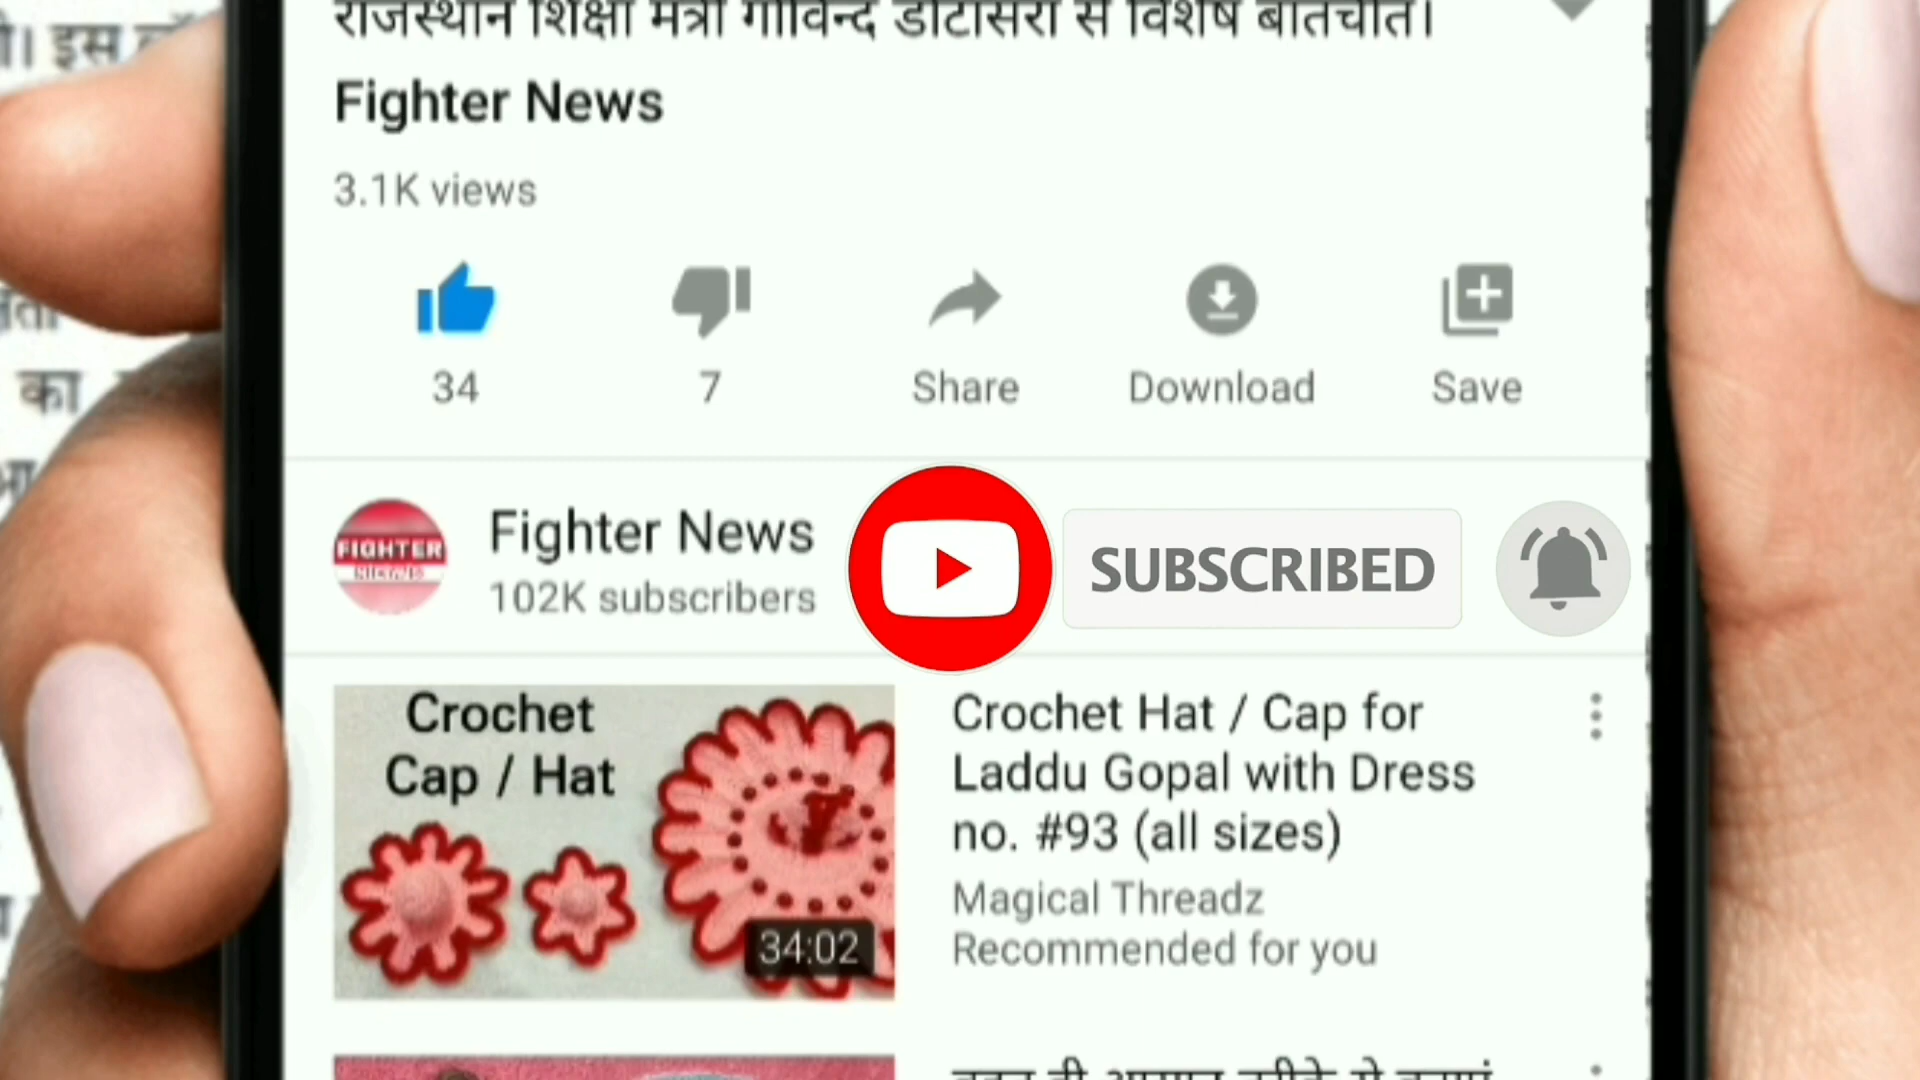 राजस्थान शिक्षा मंत्री गोविन्द डोटासरा से विशेष बातचीत।
Fighter News
3.1K views
34
7
Share
Download
Save
FIGHTER
Fighter News
102K subscribers
SUBSCRIBED
Crochet
Cap / Hat
34:02
Crochet Hat / Cap for
Laddu Gopal with Dress
no. #93 (all sizes)
Magical Threadz
Recommended for you
इस
का